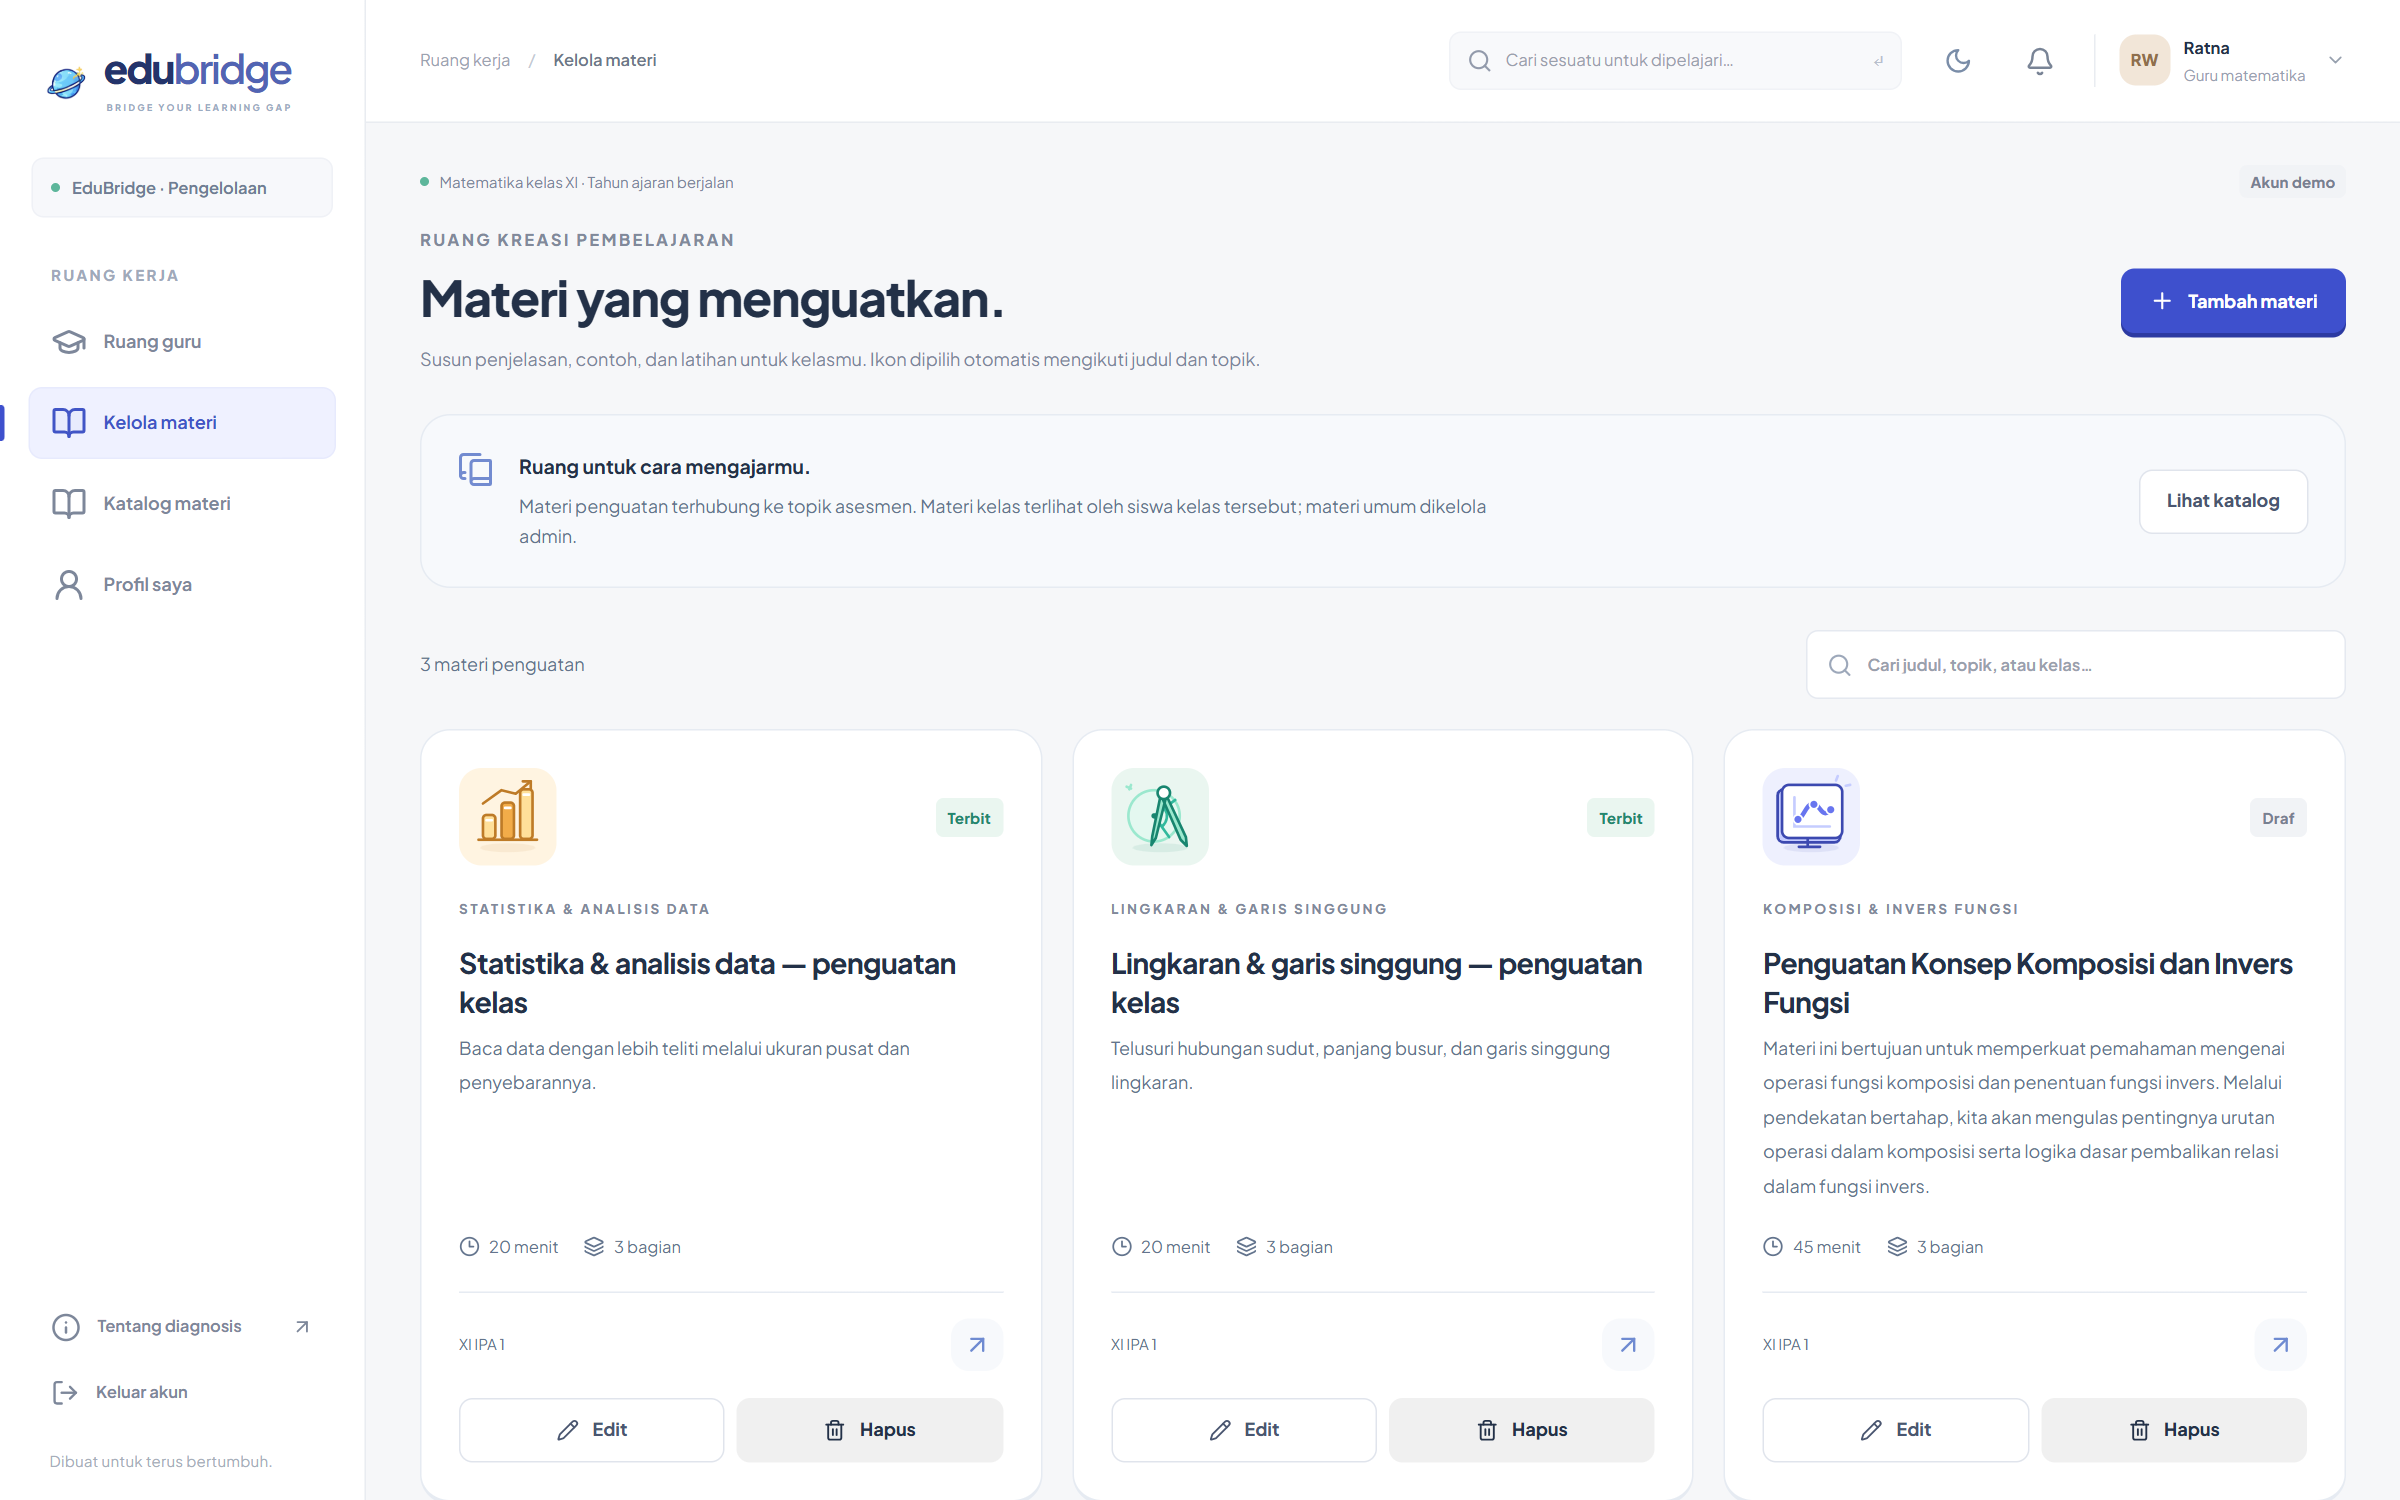 edubridge
BRIDGE YOUR LEARNING GAP
EduBridge · Pengelolaan
RUANG KERJA
Ruang guru
Kelola materi
Katalog materi
Profil saya
Tentang diagnosis
Keluar akun
Dibuat untuk terus bertumbuh.
Ruang kerja / Kelola materi
Cari sesuatu untuk dipelajari...
RW
Ratna
Guru matematika
Matematika kelas XI · Tahun ajaran berjalan
Akun demo
RUANG KREASI PEMBELAJARAN
Materi yang menguatkan.
Susun penjelasan, contoh, dan latihan untuk kelasmu. Ikon dipilih otomatis mengikuti judul dan topik.
Tambah materi
Ruang untuk cara mengajarmu.
Materi penguatan terhubung ke topik asesmen. Materi kelas terlihat oleh siswa kelas tersebut; materi umum dikelola
admin.
Lihat katalog
3 materi penguatan
Cari judul, topik, atau kelas...
Terbit
STATISTIKA & ANALISIS DATA
Statistika & analisis data — penguatan
kelas
Baca data dengan lebih teliti melalui ukuran pusat dan
penyebarannya.
20 menit 3 bagian
XI IPA 1
Edit Hapus
Terbit
LINGKARAN & GARIS SINGGUNG
Lingkaran & garis singgung — penguatan
kelas
Telusuri hubungan sudut, panjang busur, dan garis singgung
lingkaran.
20 menit 3 bagian
XI IPA 1
Edit Hapus
Draf
KOMPOSISI & INVERS FUNGSI
Penguatan Konsep Komposisi dan Invers
Fungsi
Materi ini bertujuan untuk memperkuat pemahaman mengenai
operasi fungsi komposisi dan penentuan fungsi invers. Melalui
pendekatan bertahap, kita akan mengulas pentingnya urutan
operasi dalam komposisi serta logika dasar pembalikan relasi
dalam fungsi invers.
45 menit 3 bagian
XI IPA 1
Edit Hapus